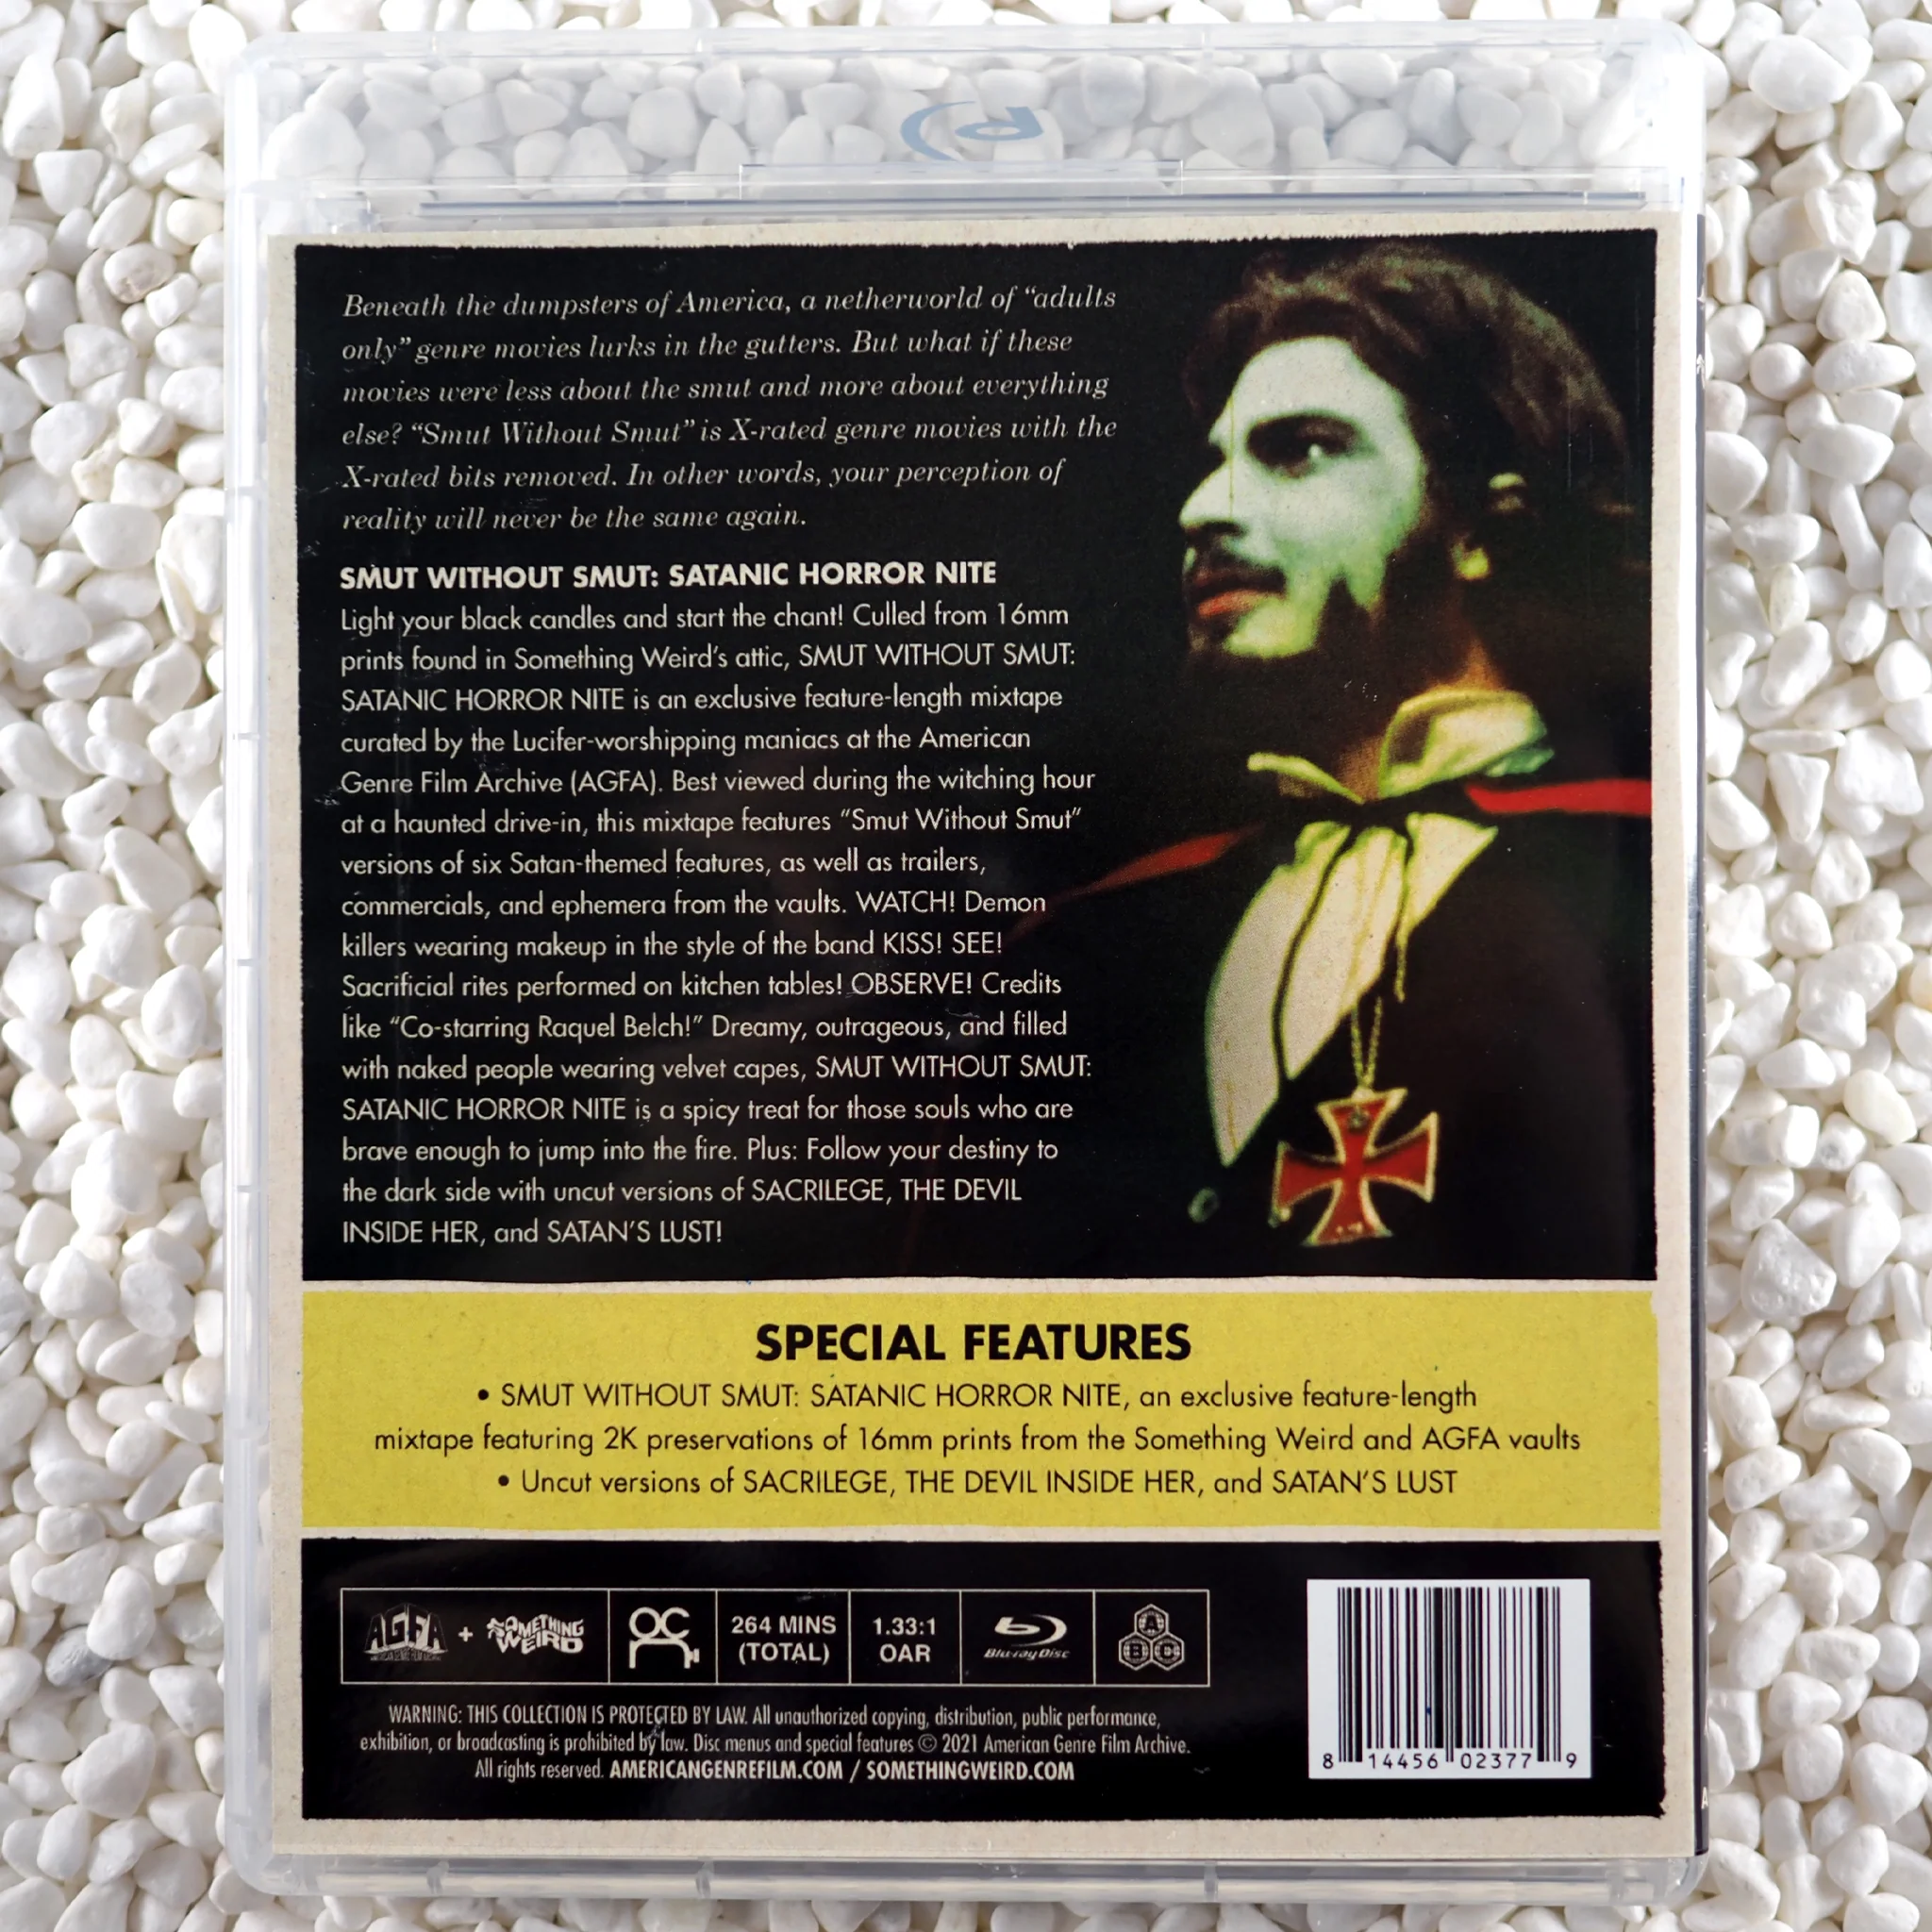 Beneath the dumpsters of America, a netherworld of “adults
only” genre movies lurks in the gutters. But what if these
movies were less about the smut and more about everything
else? “Smut Without Smut” is X-rated genre movies with the
X-rated bits removed. In other words, your perception of
reality will never be the same again.
SMUT WITHOUT SMUT: SATANIC HORROR NITE
Light your black candles and start the chant! Culled from 16mm
prints found in Something Weird’s attic, SMUT WITHOUT SMUT:
SATANIC HORROR NITE is an exclusive feature-length mixtape
curated by the Lucifer-worshipping maniacs at the American
Genre Film Archive (AGFA). Best viewed during the witching hour
at a haunted drive-in, this mixtape features “Smut Without Smut”
versions of six Satan-themed features, as well as trailers,
commercials, and ephemera from the vaults. WATCH! Demon
killers wearing makeup in the style of the band KISS! SEE!
Sacrificial rites performed on kitchen tables! OBSERVE! Credits
like “Co-starring Raquel Belch!” Dreamy, outrageous, and filled
with naked people wearing velvet capes, SMUT WITHOUT SMUT:
SATANIC HORROR NITE is a spicy treat for those souls who are
brave enough to jump into the fire. Plus: Follow your destiny to
the dark side with uncut versions of SACRILEGE, THE DEVIL
INSIDE HER, and SATAN’S LUST!
SPECIAL FEATURES
• SMUT WITHOUT SMUT: SATANIC HORROR NITE, an exclusive feature-length
mixtape featuring 2K preservations of 16mm prints from the Something Weird and AGFA vaults
• Uncut versions of SACRILEGE, THE DEVIL INSIDE HER, and SATAN’S LUST
AGFA + SOMETHING WEIRD
OC
264 MINS (TOTAL)
1.33:1 OAR
Blu-ray Disc
A B C
WARNING: THIS COLLECTION IS PROTECTED BY LAW. All unauthorized copying, distribution, public performance,
exhibition, or broadcasting is prohibited by law. Disc menus and special features © 2021 American Genre Film Archive.
All rights reserved. AMERICANGENREFILM.COM / SOMETHINGWEIRD.COM
8 14456 02377 9